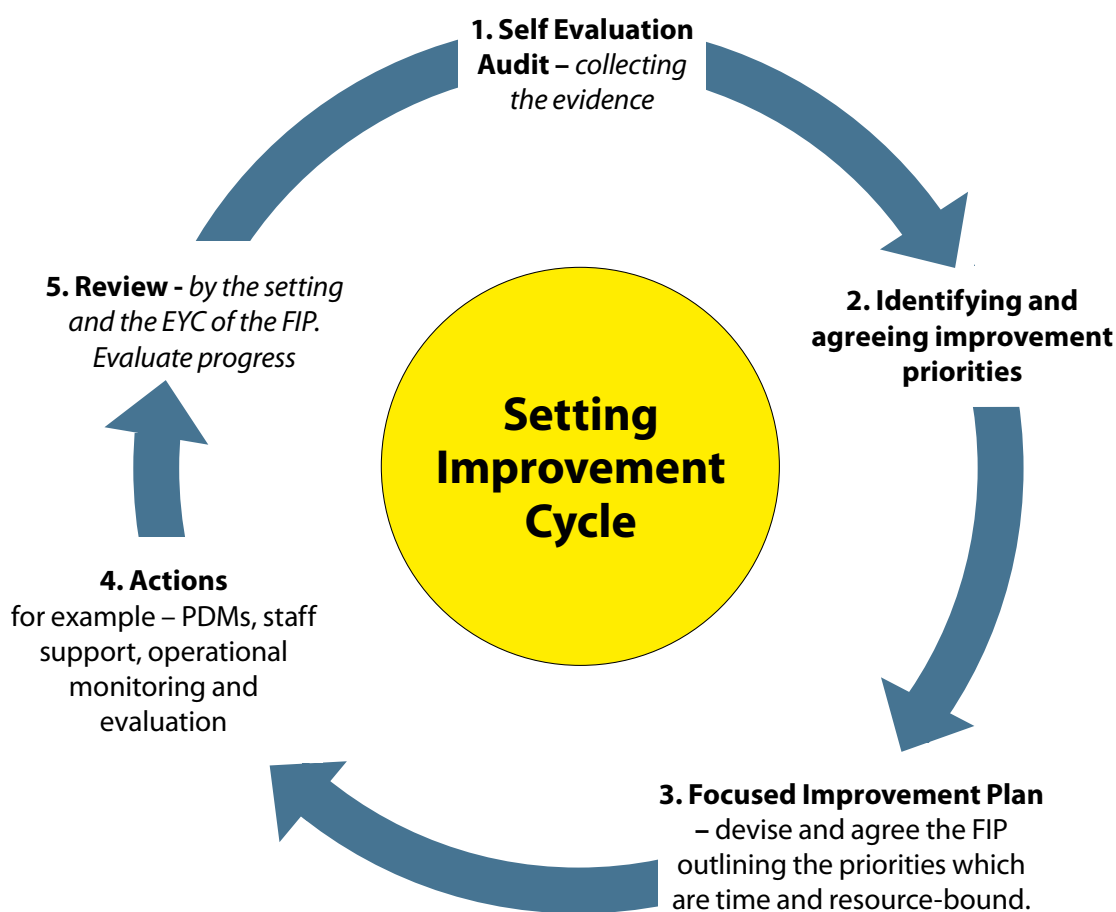 1. Self Evaluation
Audit – collecting
the evidence
2. Identifying and
agreeing improvement
priorities
3. Focused Improvement Plan
– devise and agree the FIP
outlining the priorities which
are time and resource-bound.
4. Actions
for example – PDMs, staff
support, operational
monitoring and
evaluation
5. Review - by the setting
and the EYC of the FIP.
Evaluate progress
Setting
Improvement
Cycle